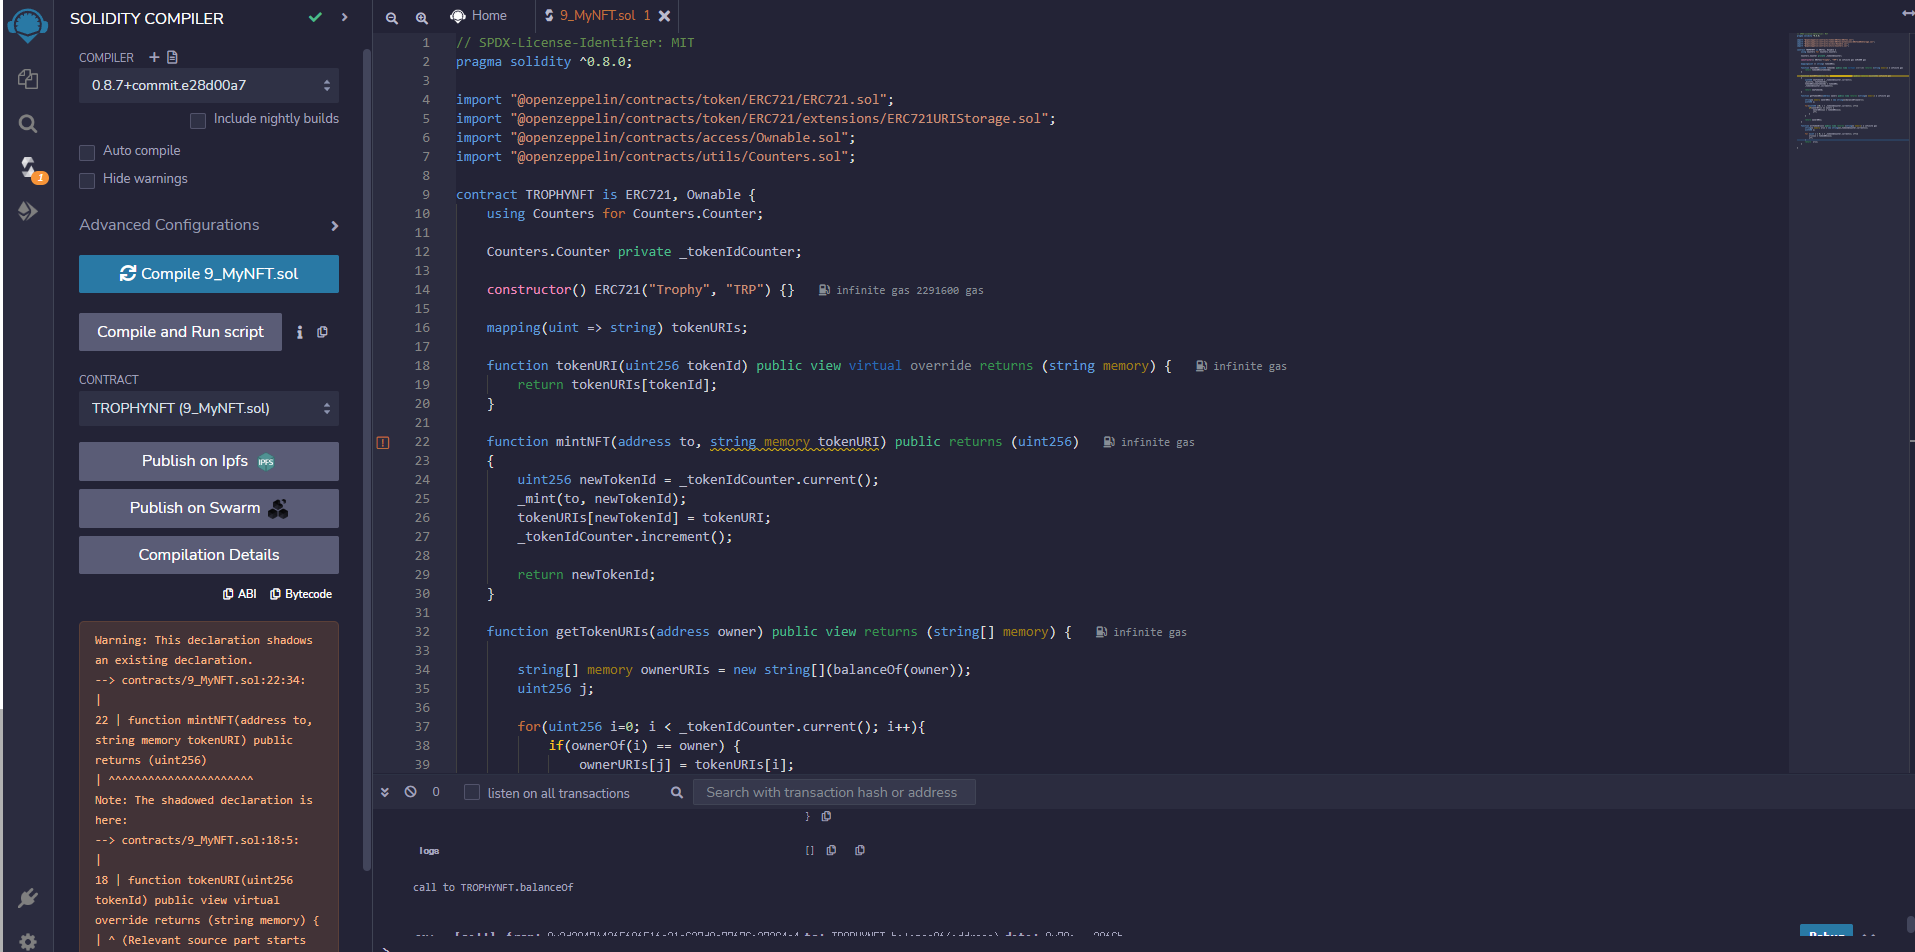 SOLIDITY COMPILER
COMPILER
0.8.7+commit.e28d00a7
Include nightly builds
Auto compile
Hide warnings
Advanced Configurations
Compile 9_MyNFT.sol
Compile and Run script
CONTRACT
TROPHYNFT (9_MyNFT.sol)
Publish on Ipfs
IPFS
Publish on Swarm
Compilation Details
ABI Bytecode
Warning: This declaration shadows
an existing declaration.
--> contracts/9_MyNFT.sol:22:34:
|
22 | function mintNFT(address to,
string memory tokenURI) public
returns (uint256)
| ^^^^^^^^^^^^^^^^^^^^^^
Note: The shadowed declaration is
here:
--> contracts/9_MyNFT.sol:18:5:
|
18 | function tokenURI(uint256
tokenId) public view virtual
override returns (string memory) {
| ^ (Relevant source part starts
1
Home
9_MyNFT.sol 1
1 // SPDX-License-Identifier: MIT
2 pragma solidity ^0.8.0;
3
4 import "@openzeppelin/contracts/token/ERC721/ERC721.sol";
5 import "@openzeppelin/contracts/token/ERC721/extensions/ERC721URIStorage.sol";
6 import "@openzeppelin/contracts/access/Ownable.sol";
7 import "@openzeppelin/contracts/utils/Counters.sol";
8
9 contract TROPHYNFT is ERC721, Ownable {
10 using Counters for Counters.Counter;
11
12 Counters.Counter private _tokenIdCounter;
13
14 constructor() ERC721("Trophy", "TRP") {} infinite gas 2291600 gas
15
16 mapping(uint => string) tokenURIs;
17
18 function tokenURI(uint256 tokenId) public view virtual override returns (string memory) { infinite gas
19 return tokenURIs[tokenId];
20 }
21
22 function mintNFT(address to, string memory tokenURI) public returns (uint256) infinite gas
23 {
24 uint256 newTokenId = _tokenIdCounter.current();
25 _mint(to, newTokenId);
26 tokenURIs[newTokenId] = tokenURI;
27 _tokenIdCounter.increment();
28
29 return newTokenId;
30 }
31
32 function getTokenURIs(address owner) public view returns (string[] memory) { infinite gas
33
34 string[] memory ownerURIs = new string[](balanceOf(owner));
35 uint256 j;
36
37 for(uint256 i=0; i < _tokenIdCounter.current(); i++){
38 if(ownerOf(i) == owner) {
39 ownerURIs[j] = tokenURIs[i];
0 listen on all transactions Search with transaction hash or address
}
logs []
call to TROPHYNFT.balanceOf
Debug
>